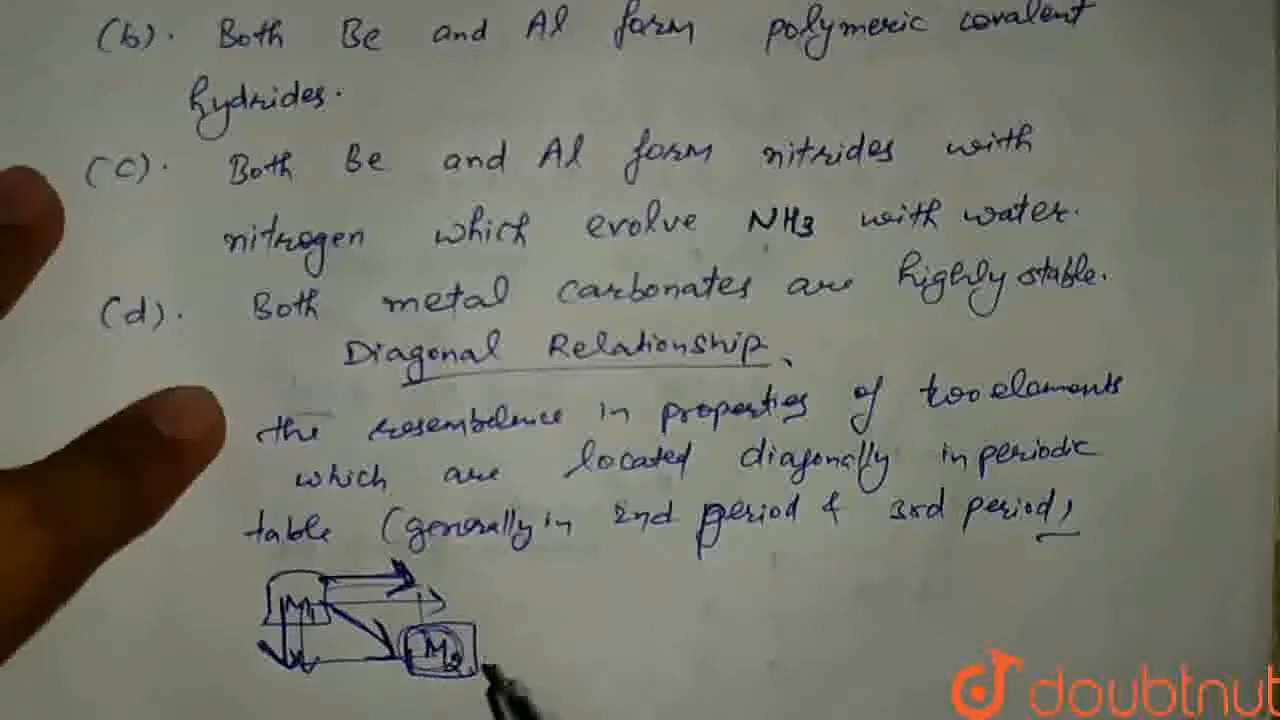 (b). Both Be and Al form polymeric covalent
hydrides.
(C). Both Be and Al form nitrides with
nitrogen which evolve NH3 with water.
(d). Both metal carbonates are highly stable.
Diagonal Relationship
the resemblence in properties of two elements
which are located diagonally in periodic
table (generally in 2nd period & 3rd period)
M1
M2
doubtnut